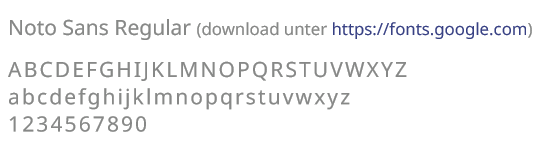 Noto Sans Regular (download unter https://fonts.google.com)
ABCDEFGHIJKLMNOPQRSTUVWXYZ
abcdefghijklmnopqrstuvwxyz
1234567890